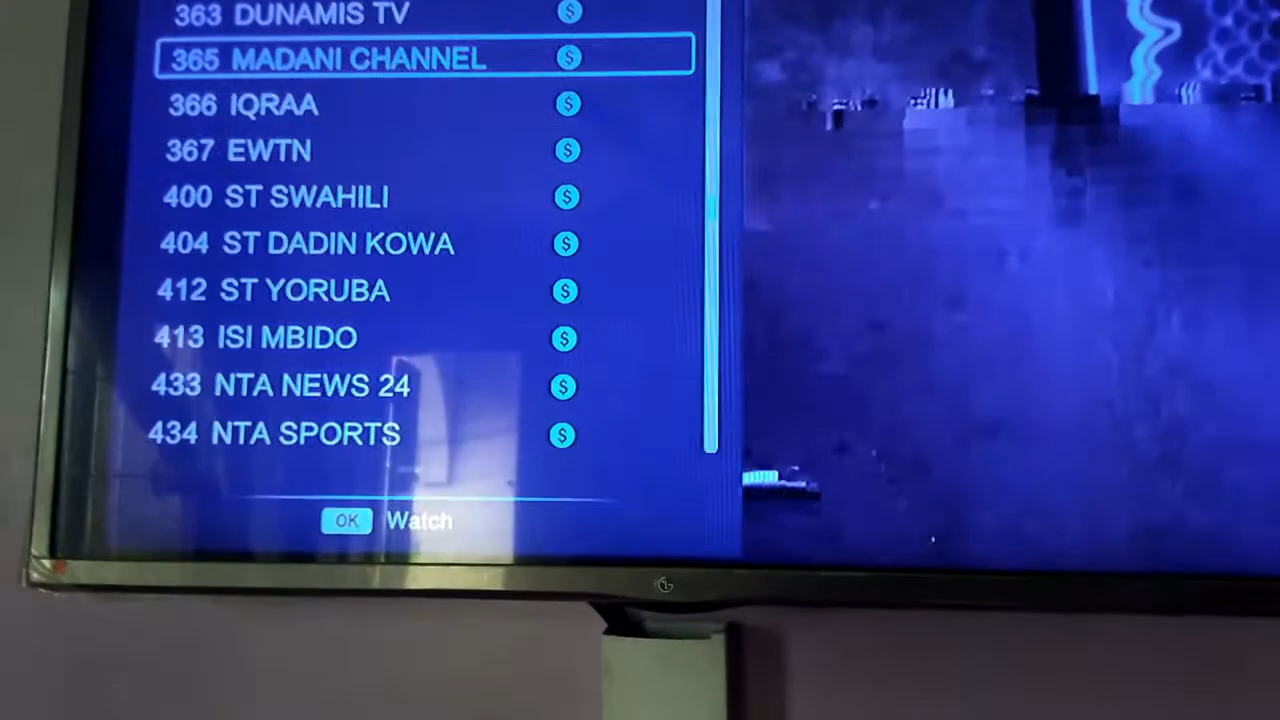 363 DUNAMIS TV $
365 MADANI CHANNEL $
366 IQRAA $
367 EWTN $
400 ST SWAHILI $
404 ST DADIN KOWA $
412 ST YORUBA $
413 ISI MBIDO $
433 NTA NEWS 24 $
434 NTA SPORTS $
OK Watch